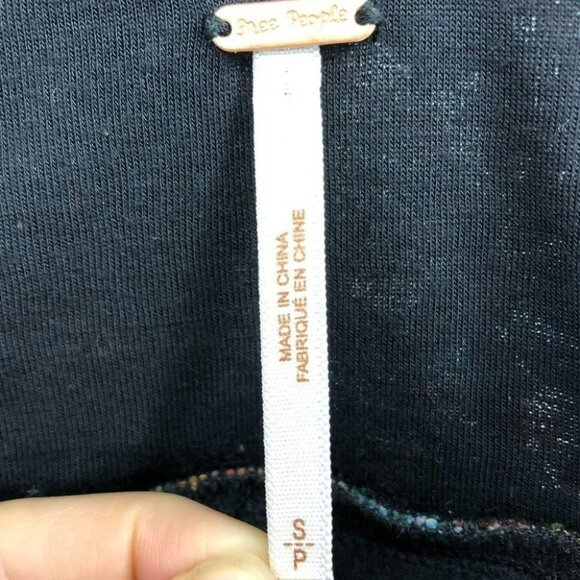 Free People
MADE IN CHINA
FABRIQUÉ EN CHINE
S|P